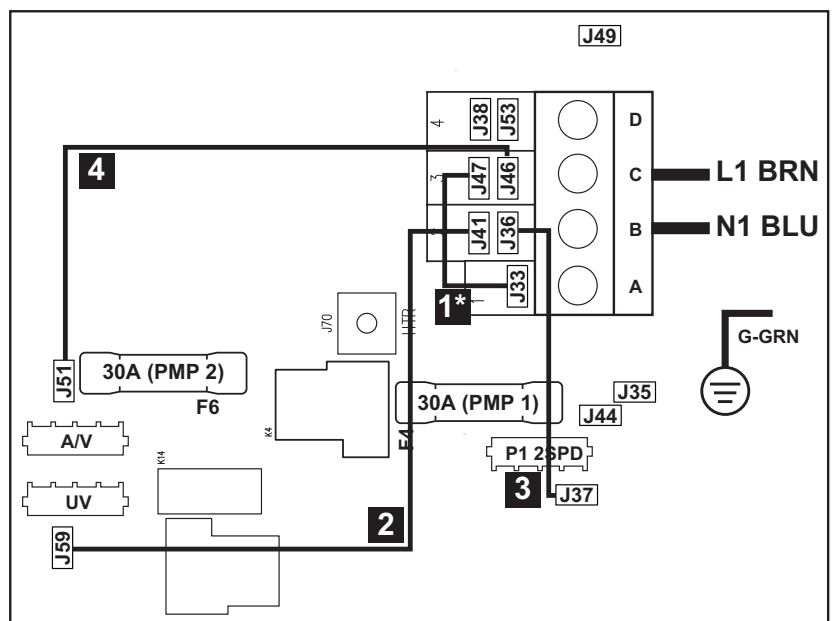 J49
4
J38
J53
D
4
3
J47
J46
C
L1 BRN
J41
J36
B
N1 BLU
1
J33
A
1*
J70
HTR
G-GRN
J51
30A (PMP 2)
F6
30A (PMP 1)
F4
J35
J44
K4
A/V
P1 2SPD
K14
UV
3
J37
2
J59